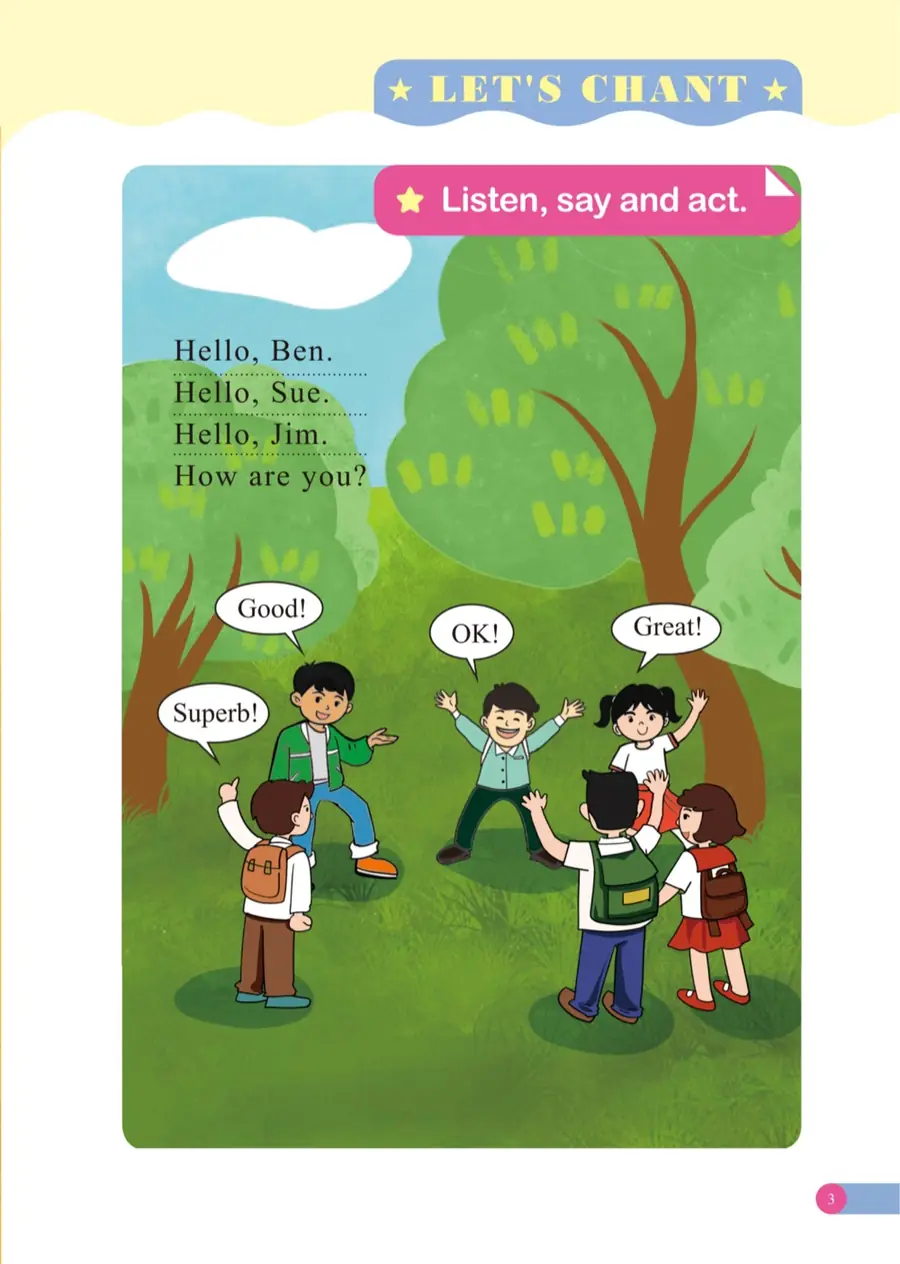 LET'S CHANT
Listen, say and act.
Hello, Ben.
Hello, Sue.
Hello, Jim.
How are you?
Good!
OK!
Great!
Superb!
3